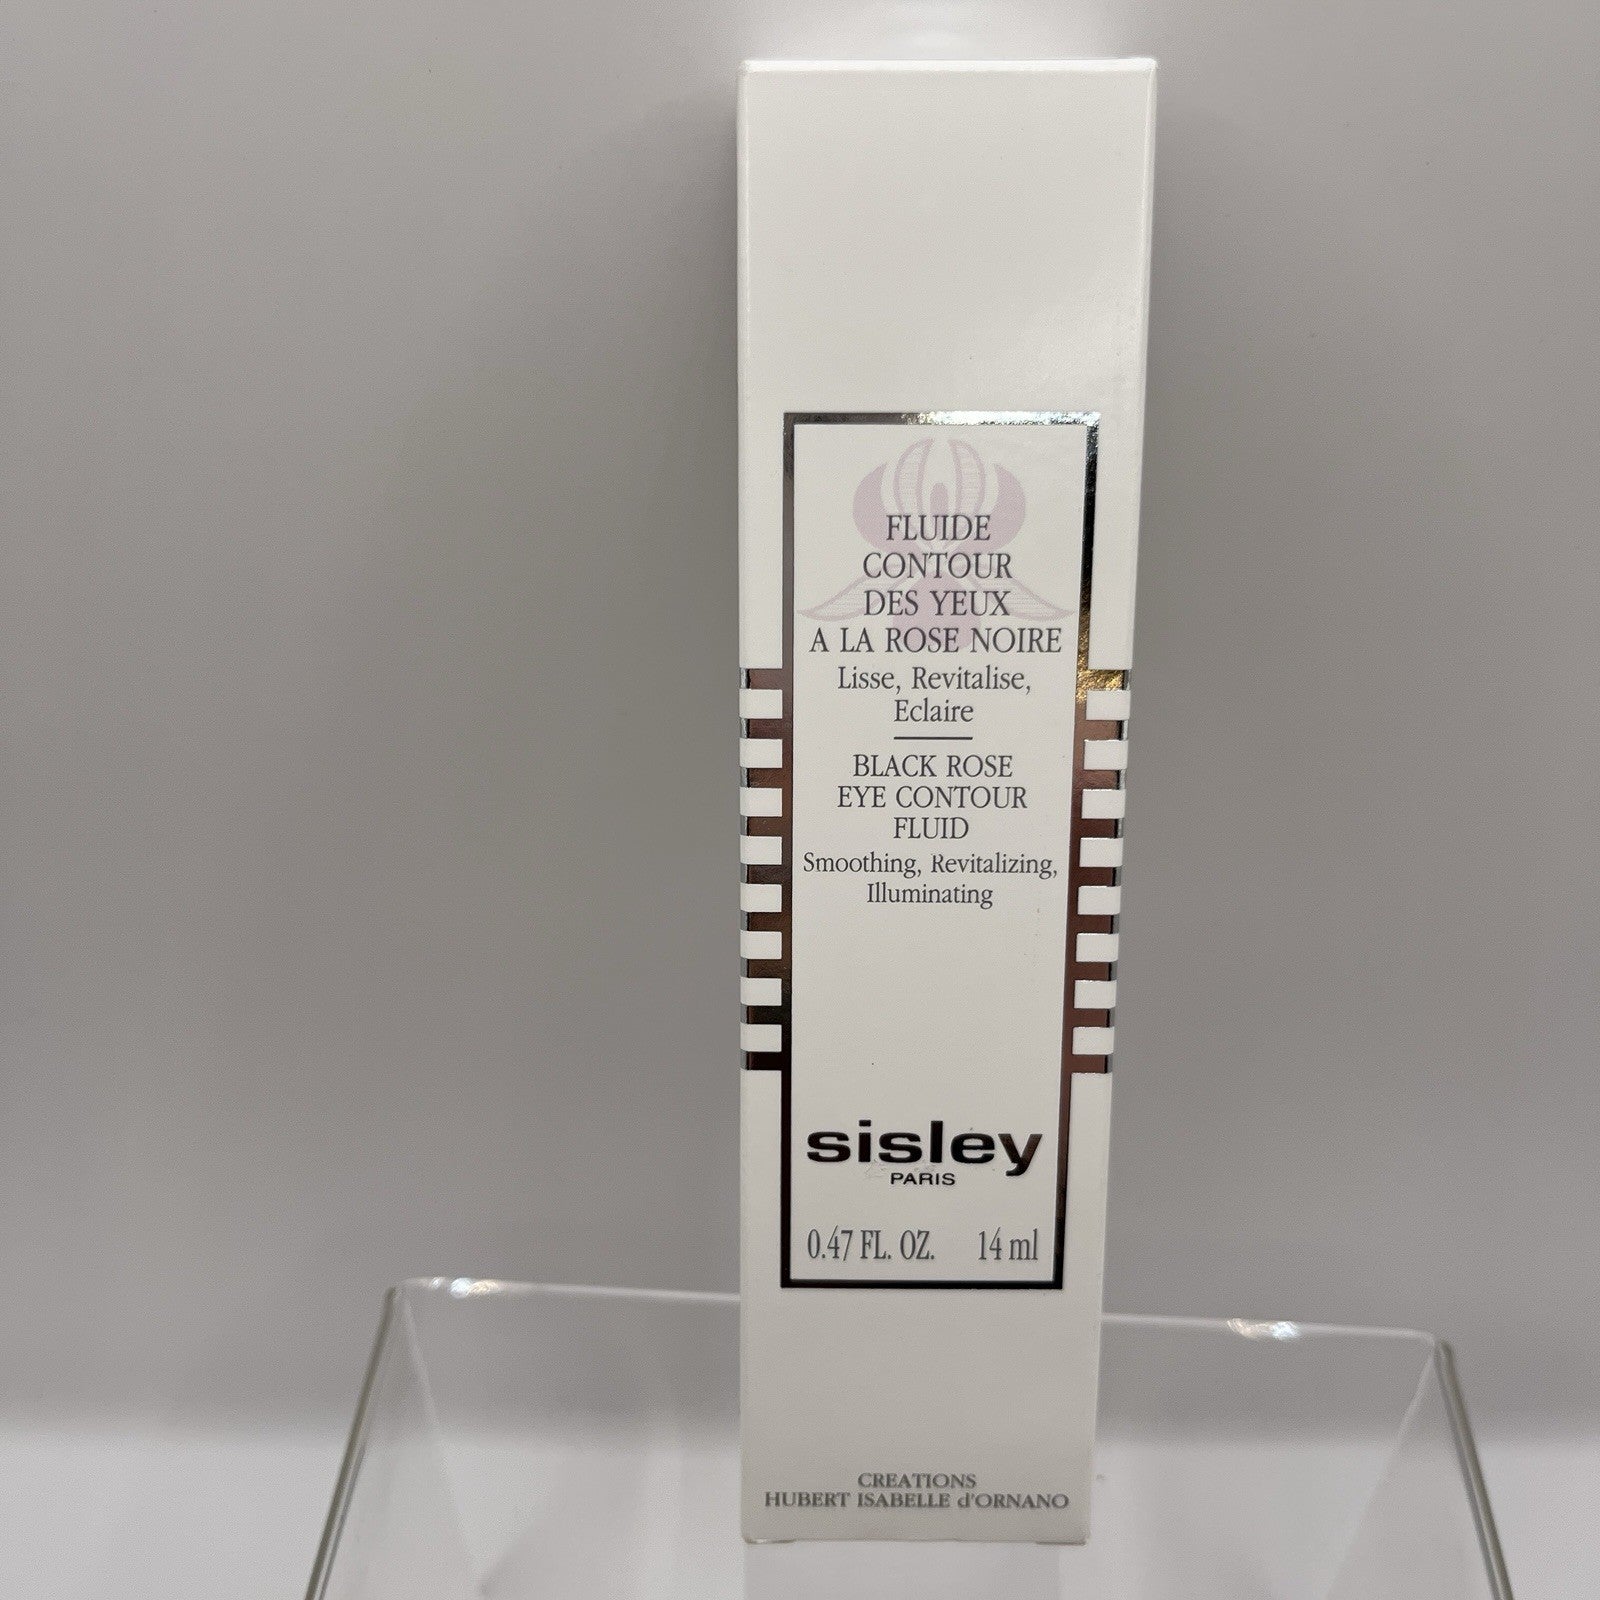 FLUIDE
CONTOUR
DES YEUX
A LA ROSE NOIRE
Lisse, Revitalise,
Eclaire
BLACK ROSE
EYE CONTOUR
FLUID
Smoothing, Revitalizing,
Illuminating
sisley
PARIS
0.47 FL. OZ. 14 ml
CREATIONS
HUBERT ISABELLE d'ORNANO